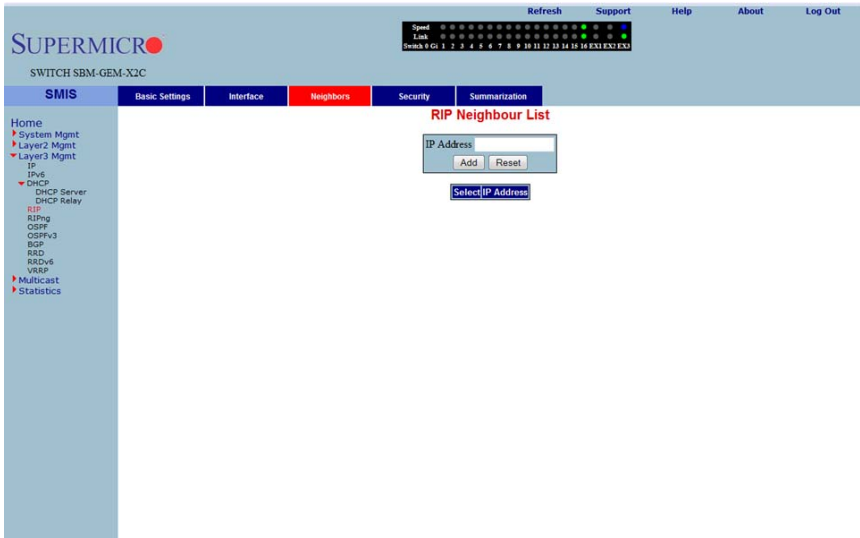 Refresh Support Help About Log Out
SUPERMICRO
Speed
Link
Switch 0 Gi 1 2 3 4 5 6 7 8 9 10 11 12 13 14 15 16 EX1 EX2 EX3
SWITCH SBM-GEM-X2C
SMIS Basic Settings Interface Neighbors Security Summarization
RIP Neighbour List
Home
System Mgmt
Layer2 Mgmt
Layer3 Mgmt
IP
IPv6
DHCP
DHCP Server
DHCP Relay
RIP
RIPng
OSPF
OSPFv3
BGP
RRD
RRDv6
VRRP
Multicast
Statistics
IP Address
Add Reset
Select IP Address